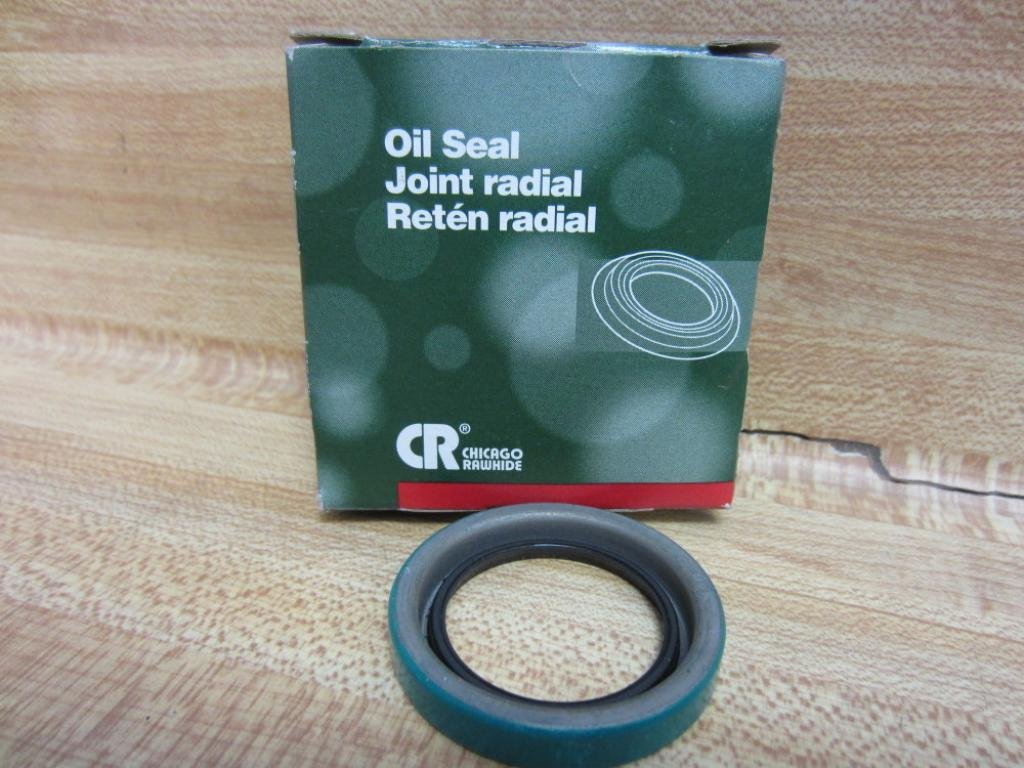 Oil Seal
Joint radial
Retén radial
CR®
CHICAGO
RAWHIDE